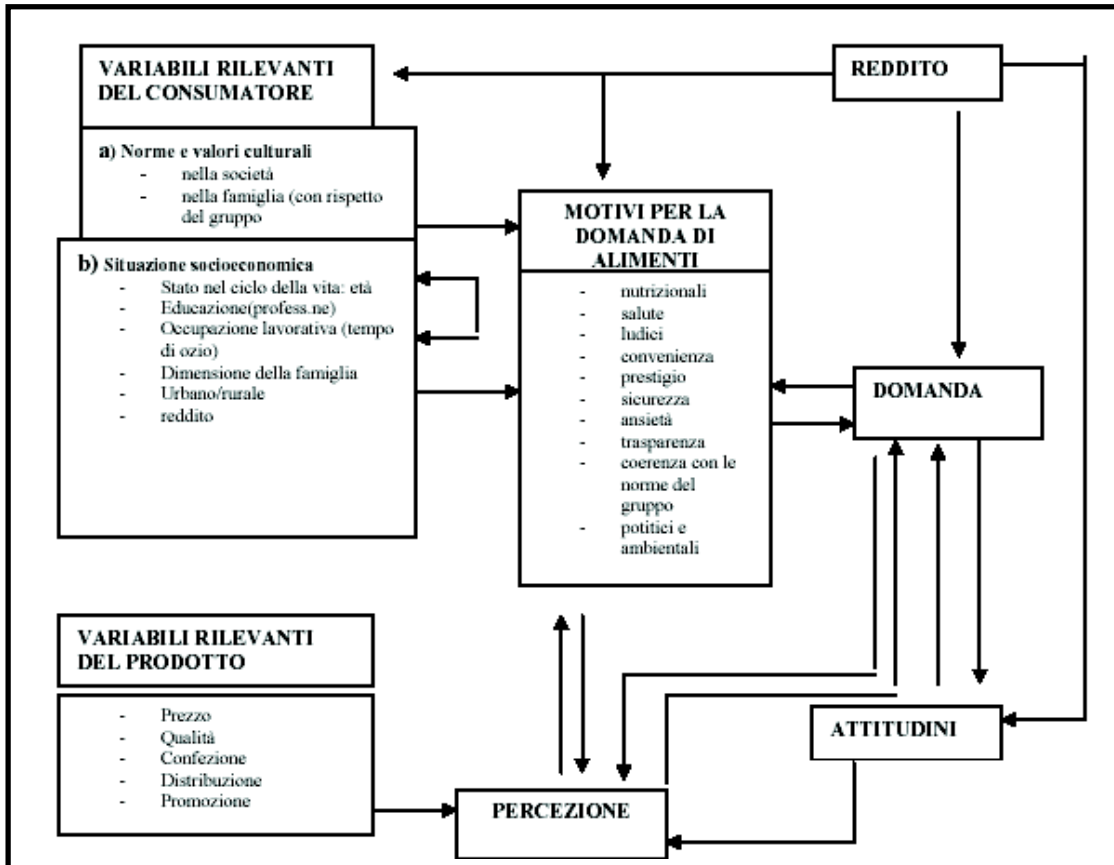 VARIABILI RILEVANTI
DEL CONSUMATORE
a) Norme e valori culturali
- nella società
- nella famiglia (con rispetto
del gruppo
b) Situazione socioeconomica
- Stato nel ciclo della vita: età
- Educazione(profess.ne)
- Occupazione lavorativa (tempo
di ozio)
- Dimensione della famiglia
- Urbano/rurale
- reddito
VARIABILI RILEVANTI
DEL PRODOTTO
- Prezzo
- Qualità
- Confezione
- Distribuzione
- Promozione
MOTIVI PER LA
DOMANDA DI
ALIMENTI
- nutrizionali
- salute
- ludici
- convenienza
- prestigio
- sicurezza
- ansietà
- trasparenza
- coerenza con le
norme del
gruppo
- potitici e
ambientali
PERCEZIONE
REDDITO
DOMANDA
ATTITUDINI